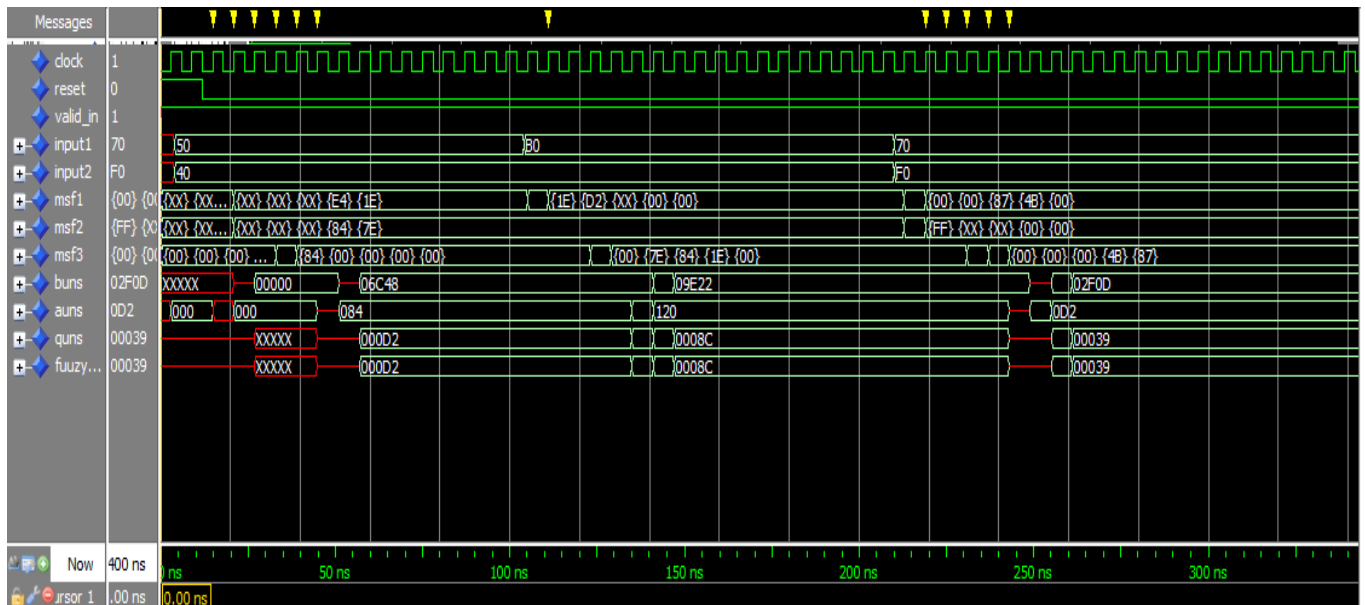 Messages
clock 1
reset 0
valid_in 1
input1 70 50 B0 70
input2 F0 40 F0
msf1 {00} {00 {XX} {XX... {XX} {XX} {XX} {E4} {1E} {1E} {D2} {XX} {00} {00} {00} {00} {87} {4B} {00}
msf2 {FF} {XX {XX} {XX... {XX} {XX} {XX} {84} {7E} {FF} {XX} {XX} {00} {00}
msf3 {00} {00 {00} {00} {00} ... {84} {00} {00} {00} {00} {00} {7E} {84} {1E} {00} {00} {00} {00} {4B} {87}
buns 02F0D XXXXX 00000 06C48 09E22 02F0D
auns 0D2 000 000 084 120 0D2
quns 00039 XXXXX 000D2 0008C 00039
fuuzy... 00039 XXXXX 000D2 0008C 00039
Now 400 ns ns 50 ns 100 ns 150 ns 200 ns 250 ns 300 ns
ursor 1 .00 ns 0.00 ns